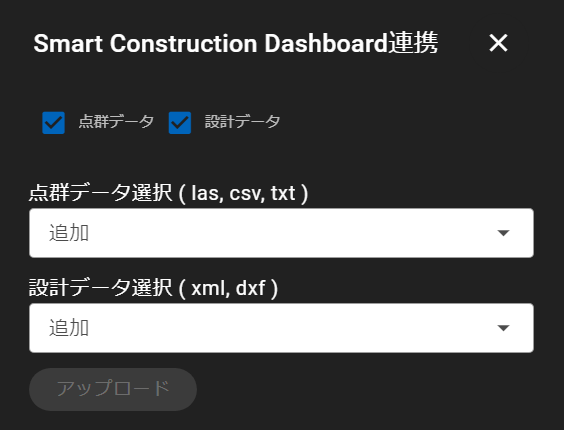 Smart Construction Dashboard連携
点群データ 設計データ
点群データ選択 ( las, csv, txt )
追加
設計データ選択 ( xml, dxf )
追加
アップロード